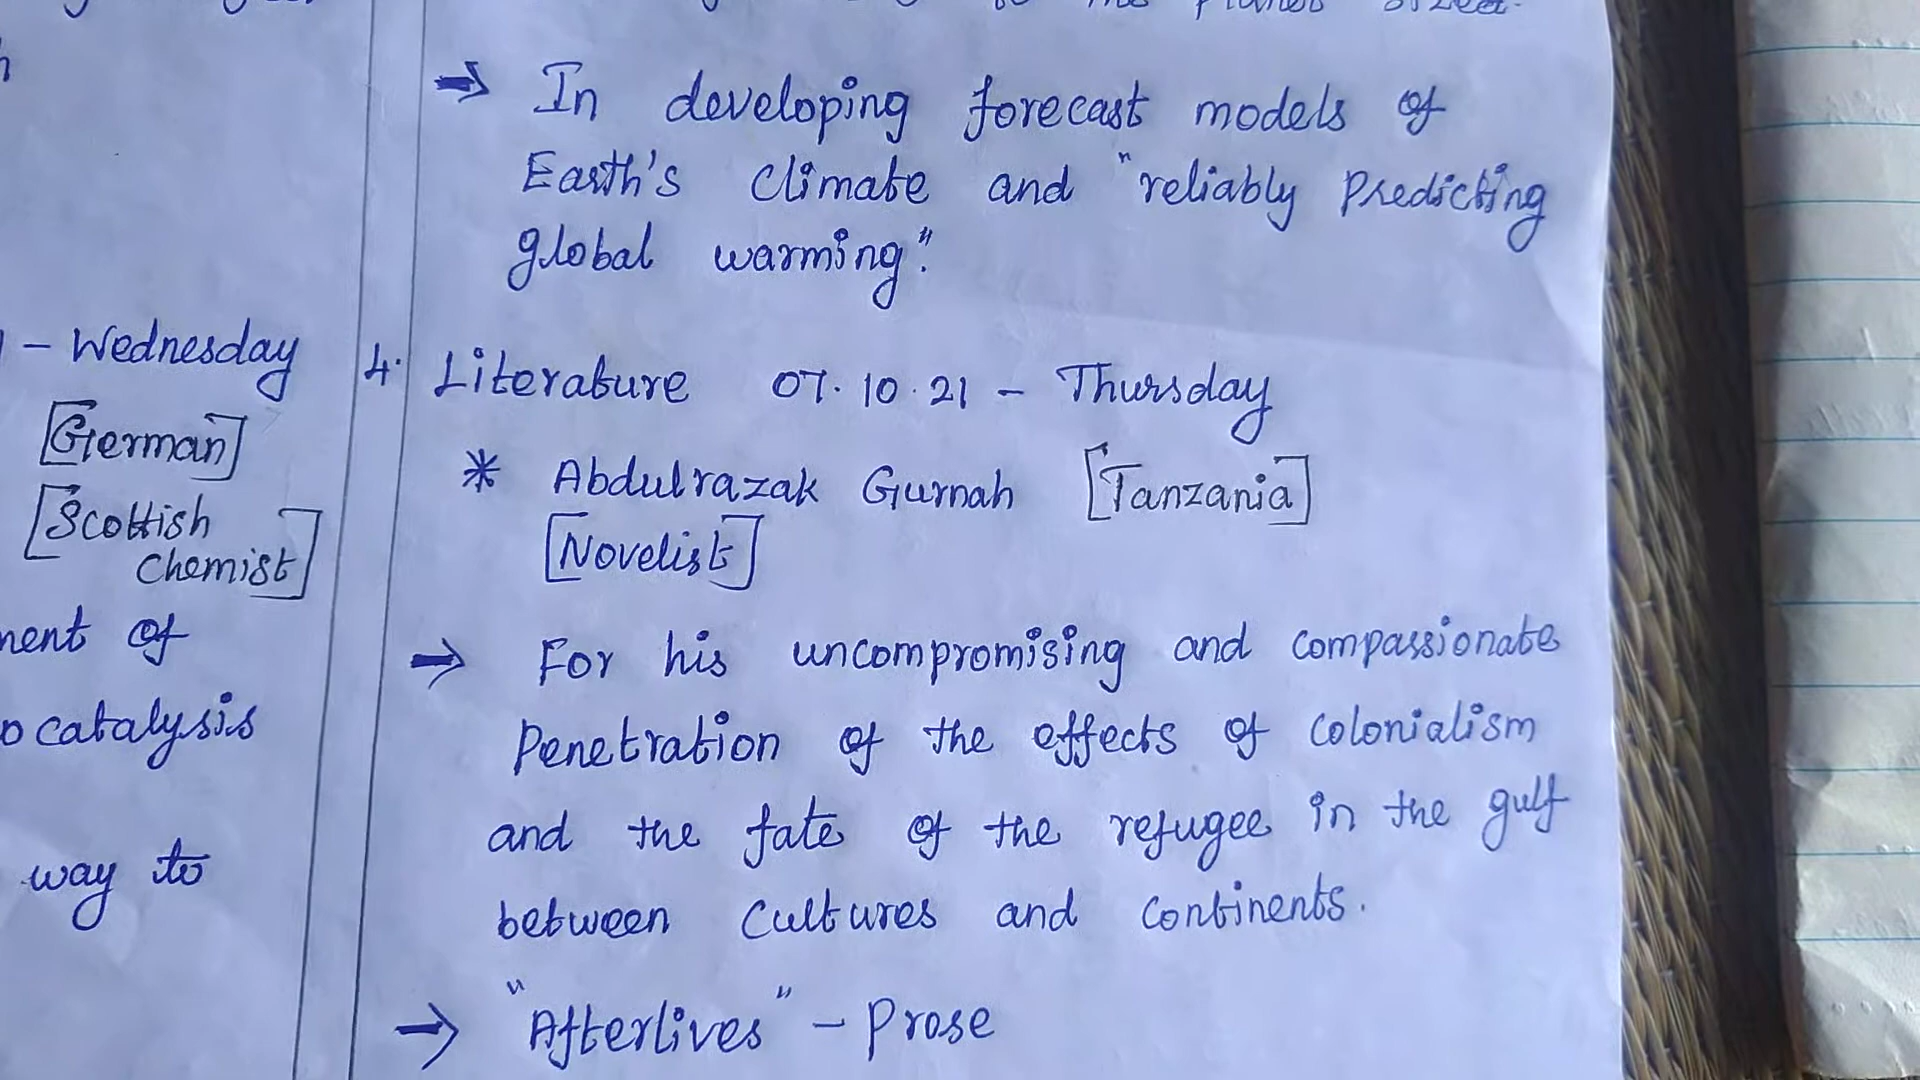 - Wednesday
[German]
[Scottish
Chemist]
of
catalysis
way to
the
→ In developing forecast models of
Earth's Climate and "reliably Predicting
global warming".
4. Literature 07.10.21 - Thursday
* Abdulrazak Gurnah [Tanzania]
[Novelist]
→ For his uncompromising and compassionate
Penetration of the effects of Colonialism
and the fate of the refugee in the gulf
between Cultures and Continents.
→ "Afterlives" - Prose